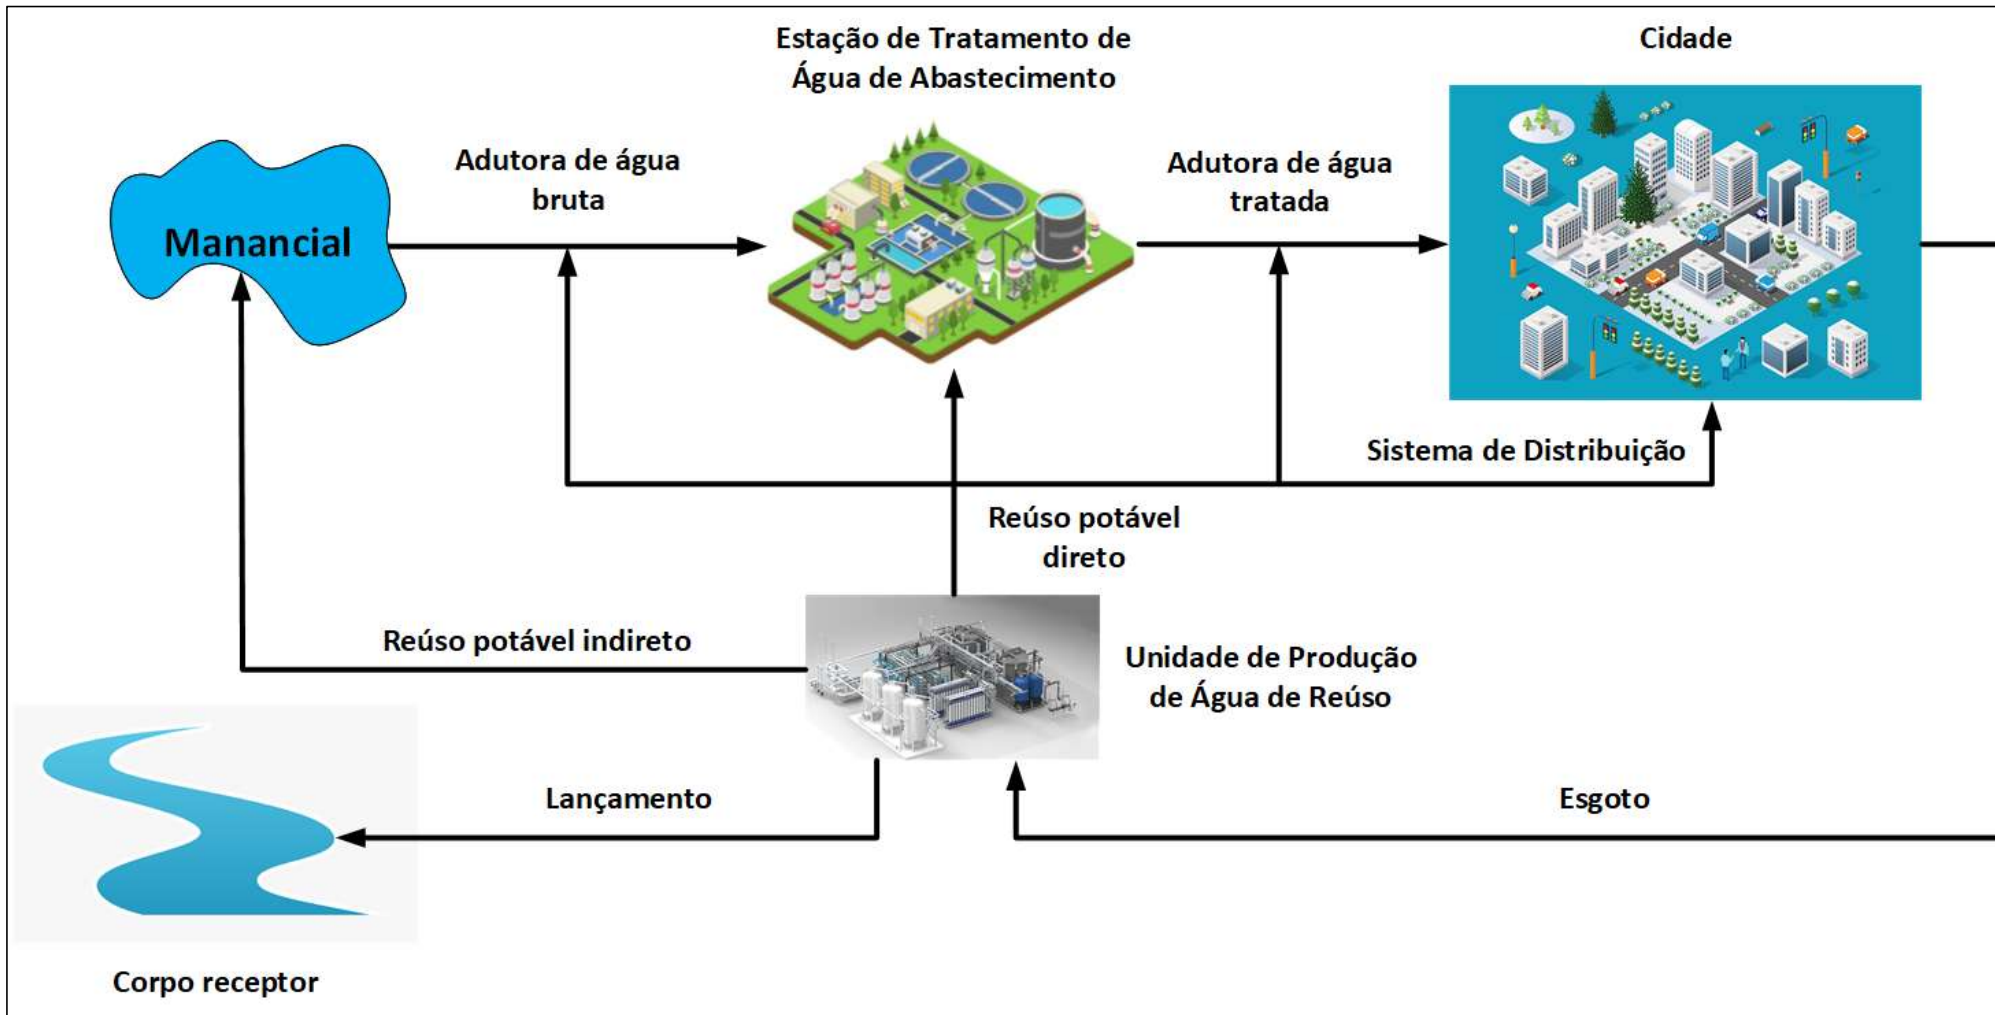 Estação de Tratamento de
Água de Abastecimento
Cidade
Adutora de água
bruta
Adutora de água
tratada
Manancial
Sistema de Distribuição
Reúso potável
direto
Reúso potável indireto
Unidade de Produção
de Água de Reúso
Lançamento
Esgoto
Corpo receptor